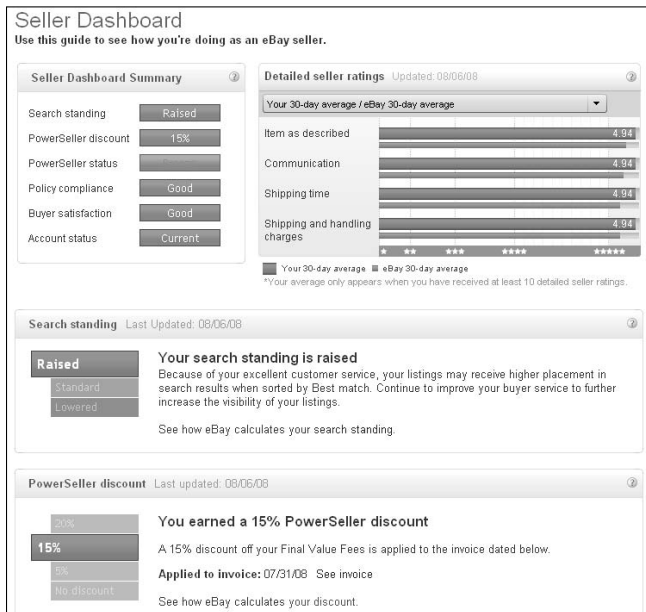 Seller Dashboard
Use this guide to see how you're doing as an eBay seller.
Seller Dashboard Summary
Search standing Raised
PowerSeller discount 15%
PowerSeller status
Policy compliance Good
Buyer satisfaction Good
Account status Current
Detailed seller ratings Updated: 08/06/08
Your 30-day average / eBay 30-day average
Item as described 4.94
Communication 4.94
Shipping time 4.94
Shipping and handling charges 4.94
Your 30-day average eBay 30-day average
*Your average only appears when you have received at least 10 detailed seller ratings.
Search standing Last Updated: 08/06/08
Raised
Standard
Lowered
Your search standing is raised
Because of your excellent customer service, your listings may receive higher placement in
search results when sorted by Best match. Continue to improve your buyer service to further
increase the visibility of your listings.
See how eBay calculates your search standing.
PowerSeller discount Last updated: 08/06/08
20%
15%
5%
No discount
You earned a 15% PowerSeller discount
A 15% discount off your Final Value Fees is applied to the invoice dated below.
Applied to invoice: 07/31/08 See invoice
See how eBay calculates your discount.